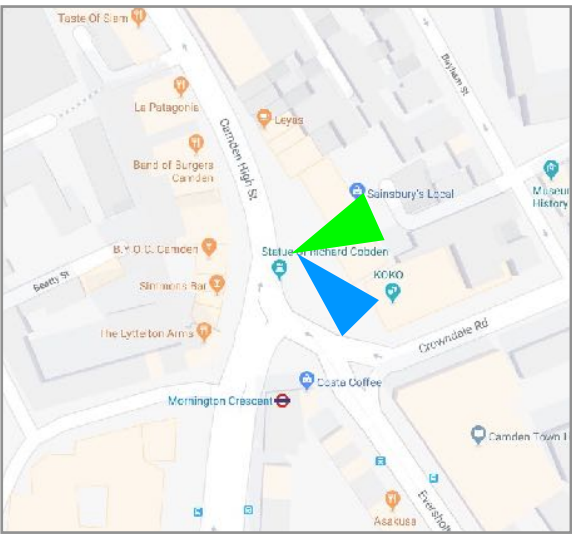 Taste Of Siam
Bayham St
La Patagonia
Leyas
Camden High St.
Band of Burgers
Camden
Sainsbury's Local
Museum
History
B.Y.O.C. Camden
Statue of Richard Cobden
KOKO
Beatty St
Simmons Bar
The Lyttelton Arms
Crowndale Rd
Costa Coffee
Mornington Crescent
Camden Town
Eversholt
Asakusa